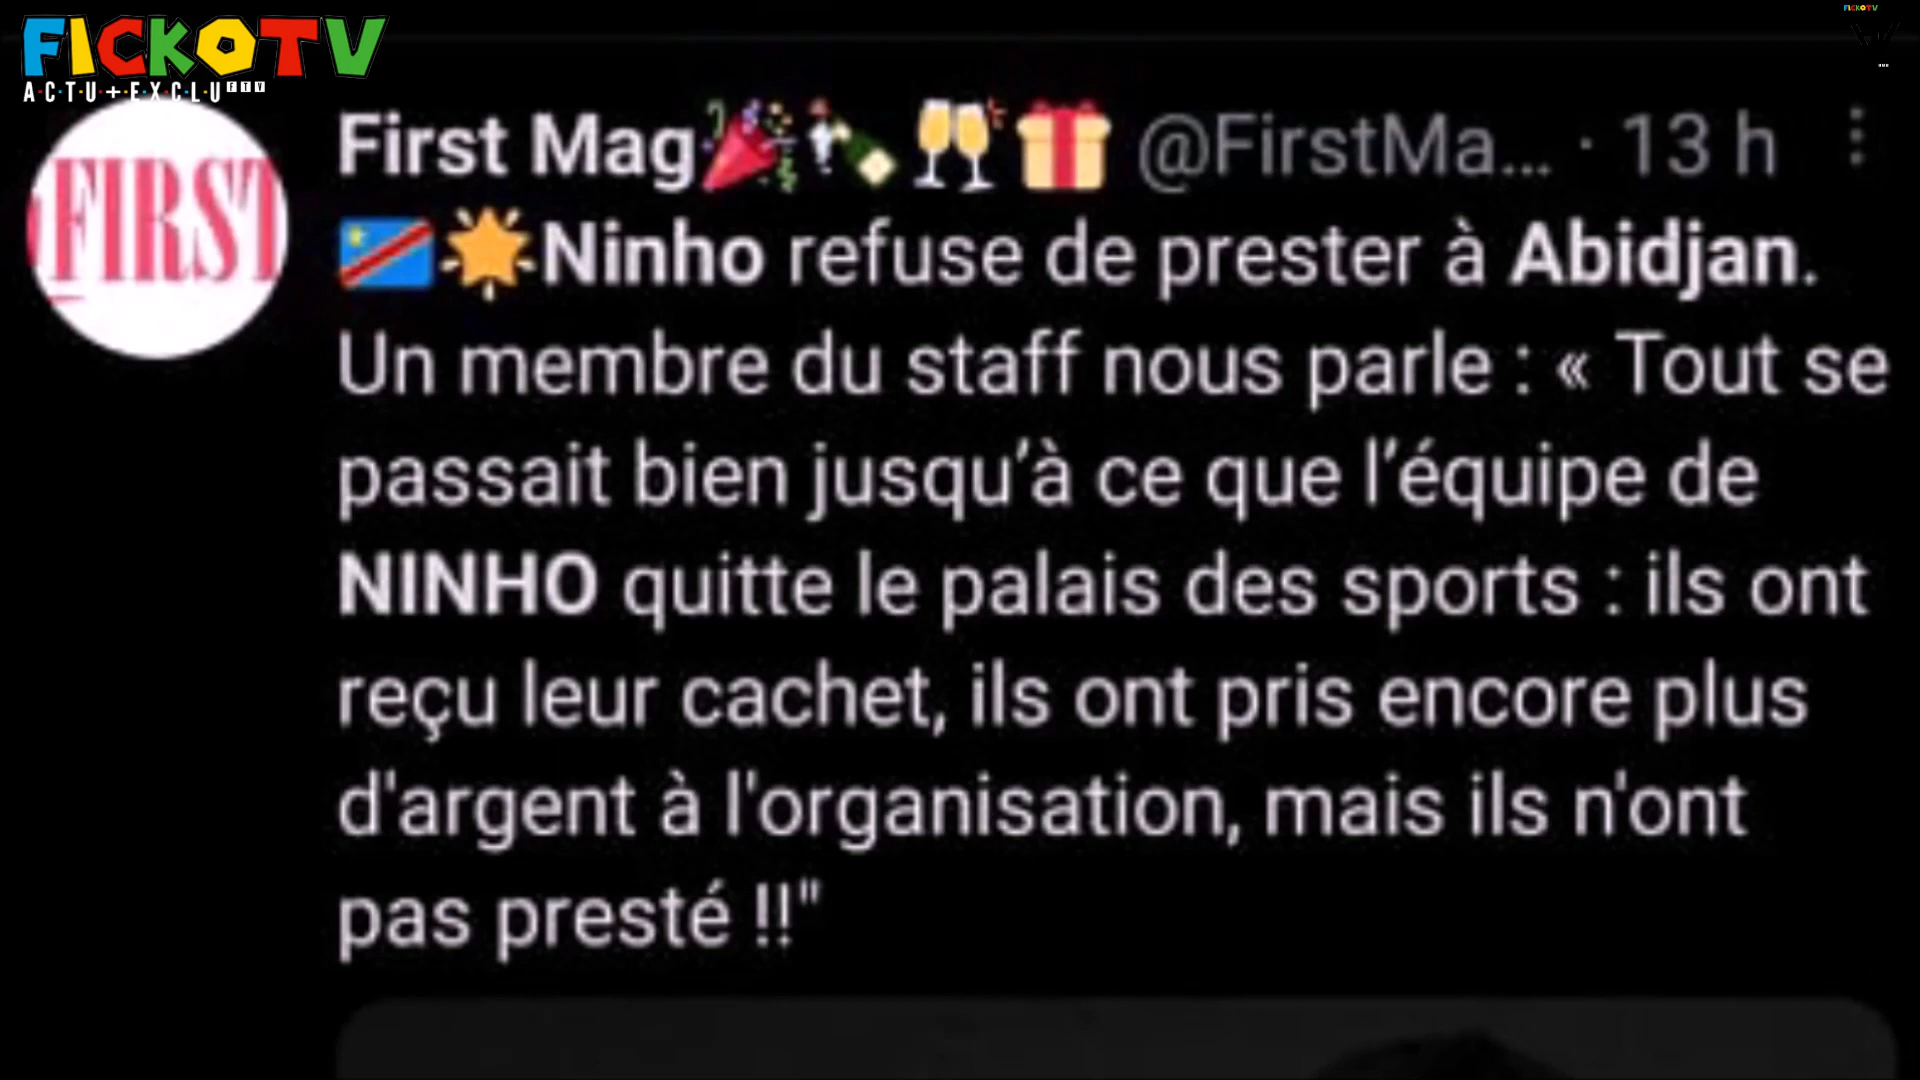 FICKOTV
ACTU+EXCLU FTV
FICKOTV
FIRST
First Mag🎉🍾🥂🎁 @FirstMa... · 13 h
🇨🇩🌟Ninho refuse de prester à Abidjan.
Un membre du staff nous parle : « Tout se
passait bien jusqu’à ce que l’équipe de
NINHO quitte le palais des sports : ils ont
reçu leur cachet, ils ont pris encore plus
d'argent à l'organisation, mais ils n'ont
pas presté !!"